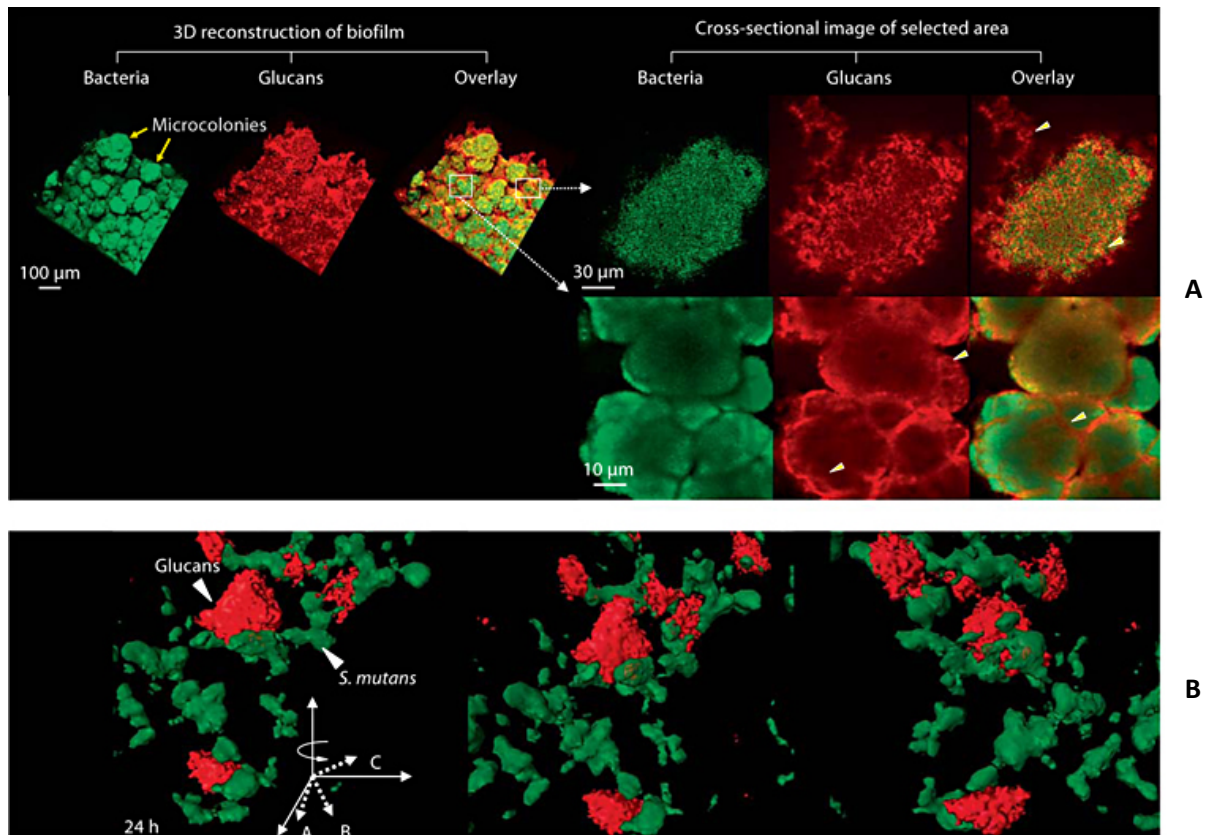 3D reconstruction of biofilm
Cross-sectional image of selected area
Bacteria Glucans Overlay
Bacteria Glucans Overlay
Microcolonies
100 µm
30 µm
A
10 µm
Glucans
S. mutans
B
C
A B
24 h